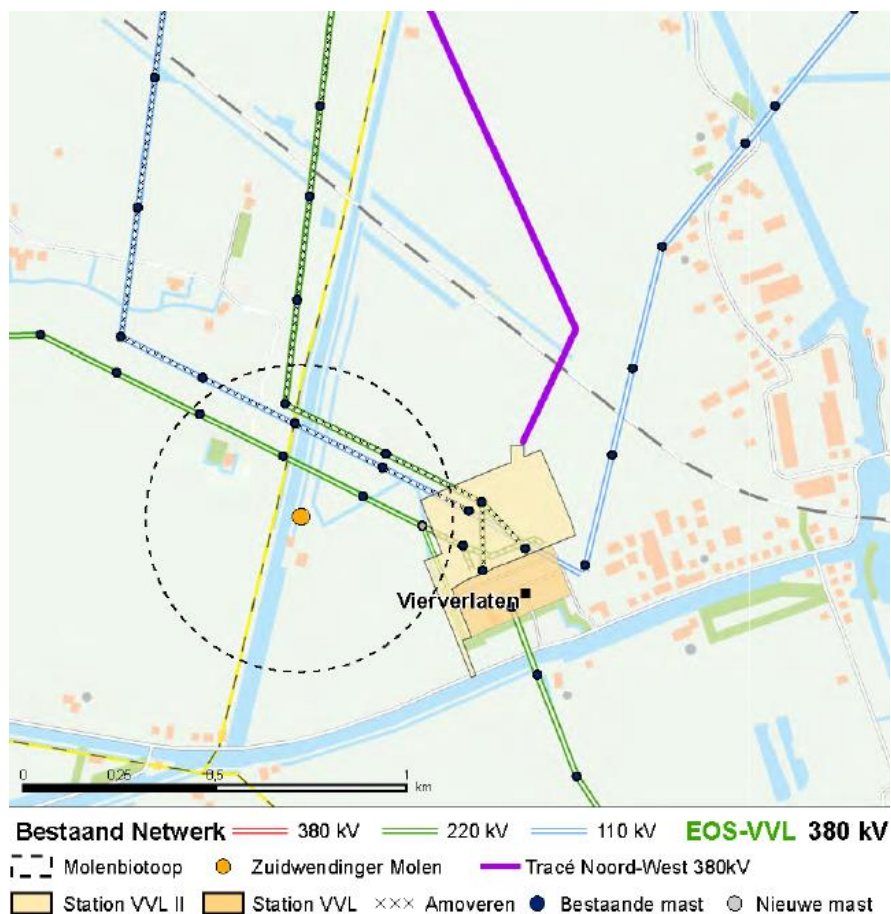 Vierverlaten
0 0,25 0,5 1
km
Bestaand Netwerk 380 kV 220 kV 110 kV EOS-VVL 380 kV
Molenbiotoop Zuidwendinger Molen Tracé Noord-West 380kV
Station VVL II Station VVL Amoveren Bestaande mast Nieuwe mast